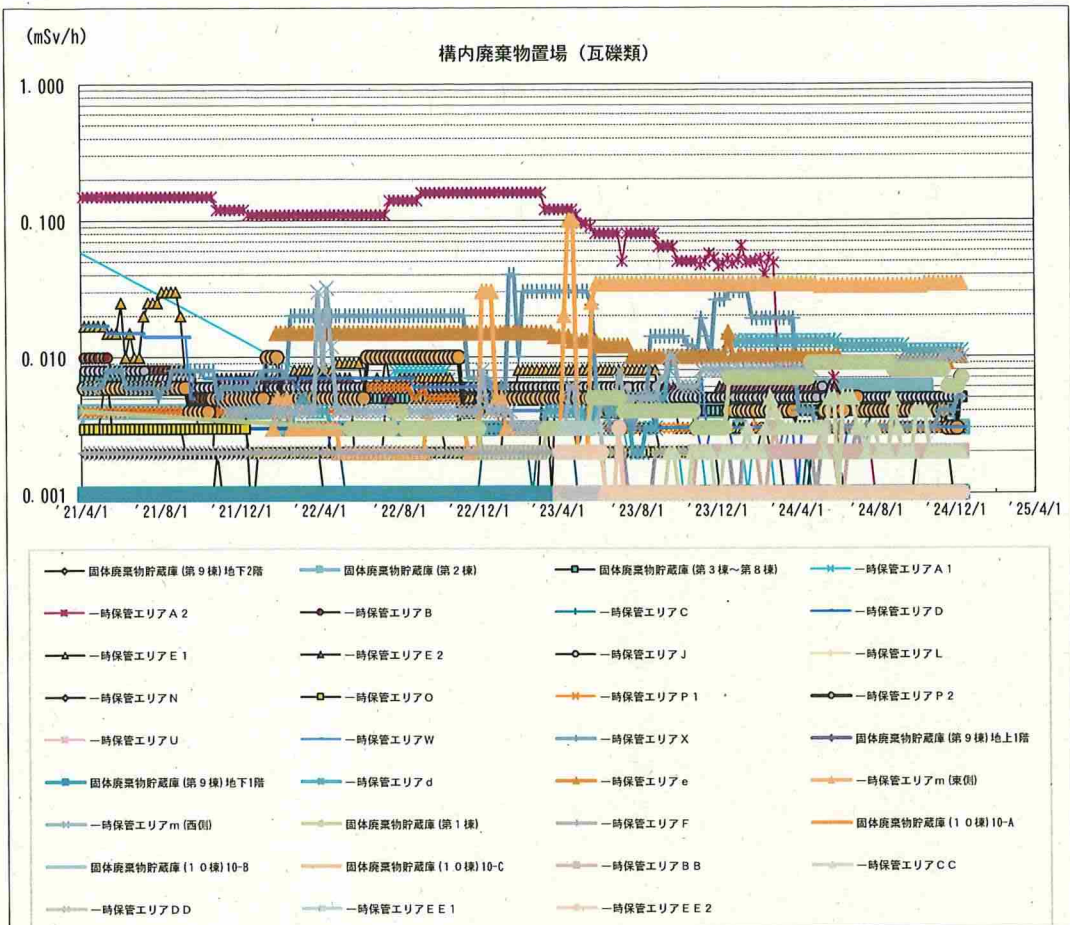 (mSv/h)
構内廃棄物置場（瓦礫類）
1.000
0.100
0.010
0.001
'21/4/1 '21/8/1 '21/12/1 '22/4/1 '22/8/1 '22/12/1 '23/4/1 '23/8/1 '23/12/1 '24/4/1 '24/8/1 '24/12/1 '25/4/1
固体廃棄物貯蔵庫(第9棟)地下2階 固体廃棄物貯蔵庫(第2棟) 固体廃棄物貯蔵庫(第3棟～第8棟) 一時保管エリアA1
一時保管エリアA2 一時保管エリアB 一時保管エリアC 一時保管エリアD
一時保管エリアE1 一時保管エリアE2 一時保管エリアJ 一時保管エリアL
一時保管エリアN 一時保管エリアO 一時保管エリアP1 一時保管エリアP2
一時保管エリアU 一時保管エリアW 一時保管エリアX 固体廃棄物貯蔵庫(第9棟)地上1階
固体廃棄物貯蔵庫(第9棟)地下1階 一時保管エリアd 一時保管エリアe 一時保管エリアm(東側)
一時保管エリアm(西側) 固体廃棄物貯蔵庫(第1棟) 一時保管エリアF 固体廃棄物貯蔵庫(10棟)10-A
固体廃棄物貯蔵庫(10棟)10-B 固体廃棄物貯蔵庫(10棟)10-C 一時保管エリアBB 一時保管エリアCC
一時保管エリアDD 一時保管エリアEE1 一時保管エリアEE2